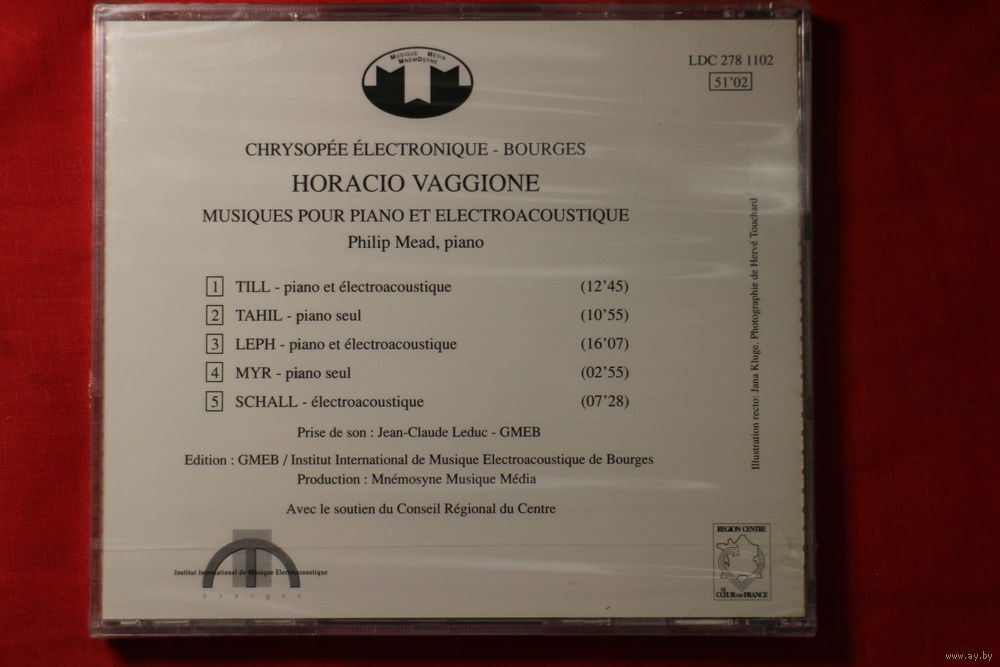 MUSIQUE MÉDIA
MNÉMOSYNE
LDC 278 1102
51'02
CHRYSOPÉE ÉLECTRONIQUE - BOURGES
HORACIO VAGGIONE
MUSIQUES POUR PIANO ET ELECTROACOUSTIQUE
Philip Mead, piano
1 TILL - piano et électroacoustique (12'45)
2 TAHIL - piano seul (10'55)
3 LEPH - piano et électroacoustique (16'07)
4 MYR - piano seul (02'55)
5 SCHALL - électroacoustique (07'28)
Prise de son : Jean-Claude Leduc - GMEB
Edition : GMEB / Institut International de Musique Electroacoustique de Bourges
Production : Mnémosyne Musique Média
Avec le soutien du Conseil Régional du Centre
Illustration recto: Jana Kluge. Photographie de Hervé Touchard
Institut International de Musique Electroacoustique
Bourges
REGION CENTRE
LE
CŒUR DE FRANCE
www.ay.by